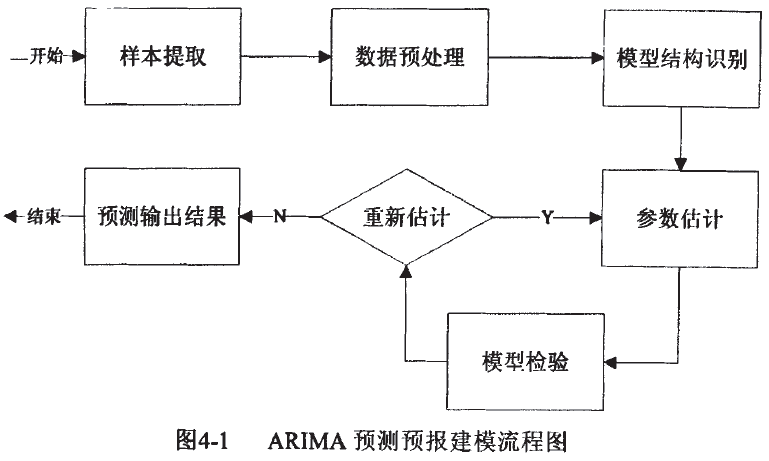 开始
样本提取
数据预处理
模型结构识别
结束
预测输出结果
N
重新估计
Y
参数估计
模型检验
图4-1 ARIMA 预测预报建模流程图